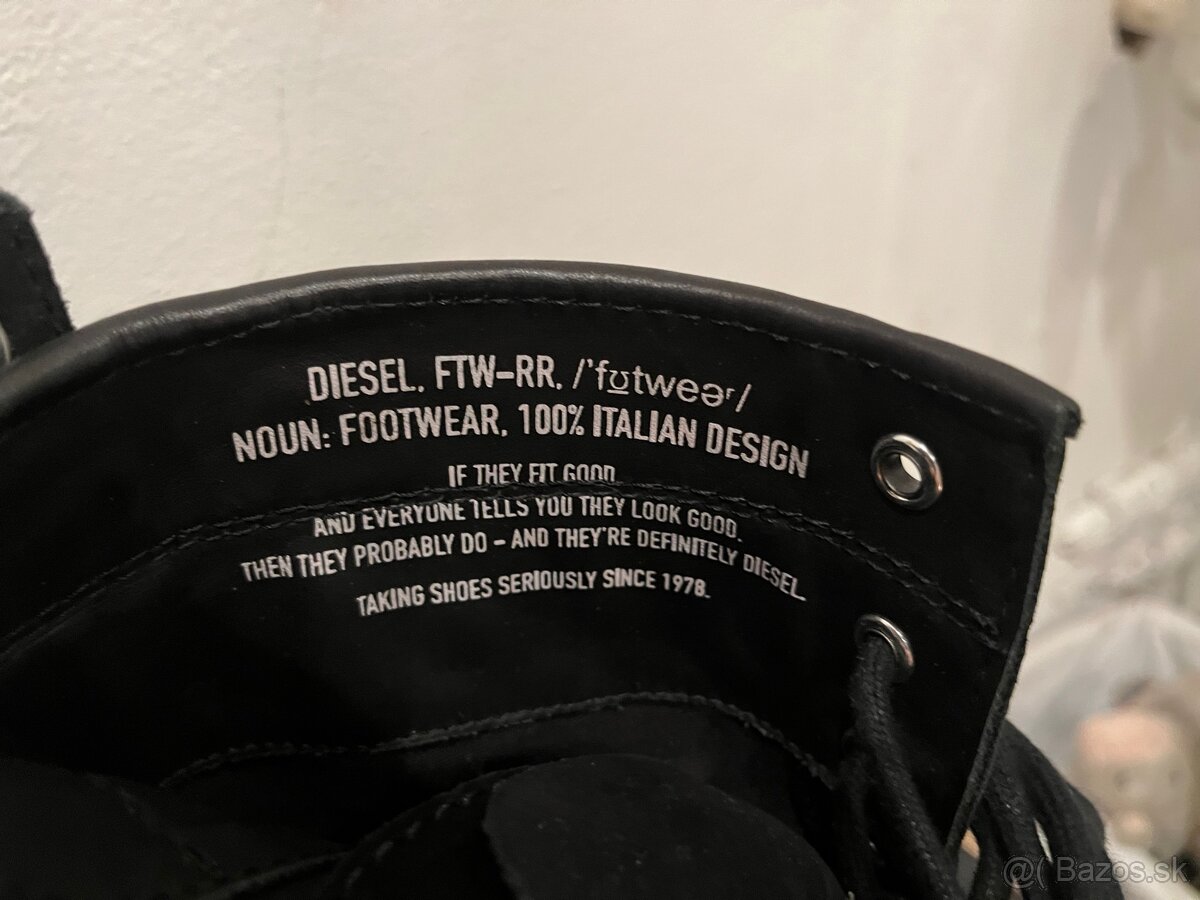 DIESEL. FTW-RR. /ˈfʊtweəʳ/
NOUN: FOOTWEAR. 100% ITALIAN DESIGN
IF THEY FIT GOOD
AND EVERYONE TELLS YOU THEY LOOK GOOD.
THEN THEY PROBABLY DO - AND THEY'RE DEFINITELY DIESEL.
TAKING SHOES SERIOUSLY SINCE 1978.
@( Bazos.sk